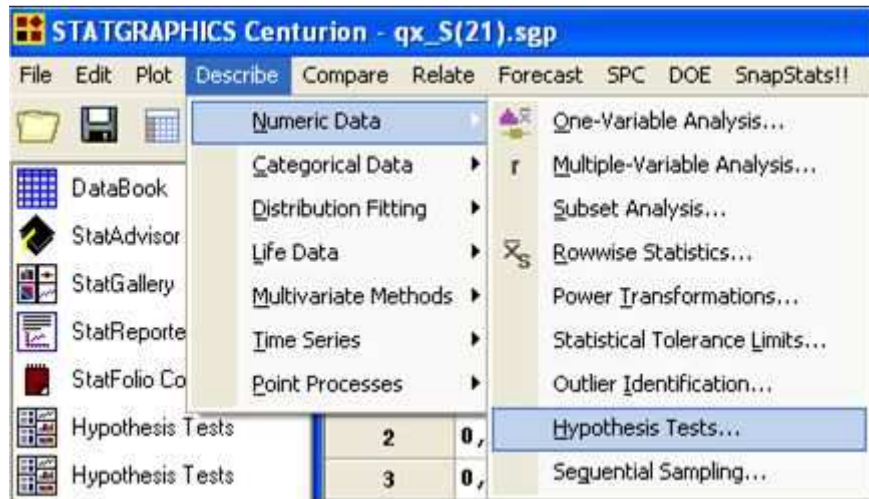 STATGRAPHICS Centurion - qx_S(21).sgp
File Edit Plot Describe Compare Relate Forecast SPC DOE SnapStats!!
Numeric Data
Categorical Data
Distribution Fitting
Life Data
Multivariate Methods
Time Series
Point Processes
One-Variable Analysis...
r Multiple-Variable Analysis...
Subset Analysis...
x̅s Rowwise Statistics...
Power Transformations...
Statistical Tolerance Limits...
Outlier Identification...
Hypothesis Tests...
Sequential Sampling...
DataBook
StatAdvisor
StatGallery
StatReporte
StatFolio Co
Hypothesis Tests
Hypothesis Tests
2 0,
3 0,